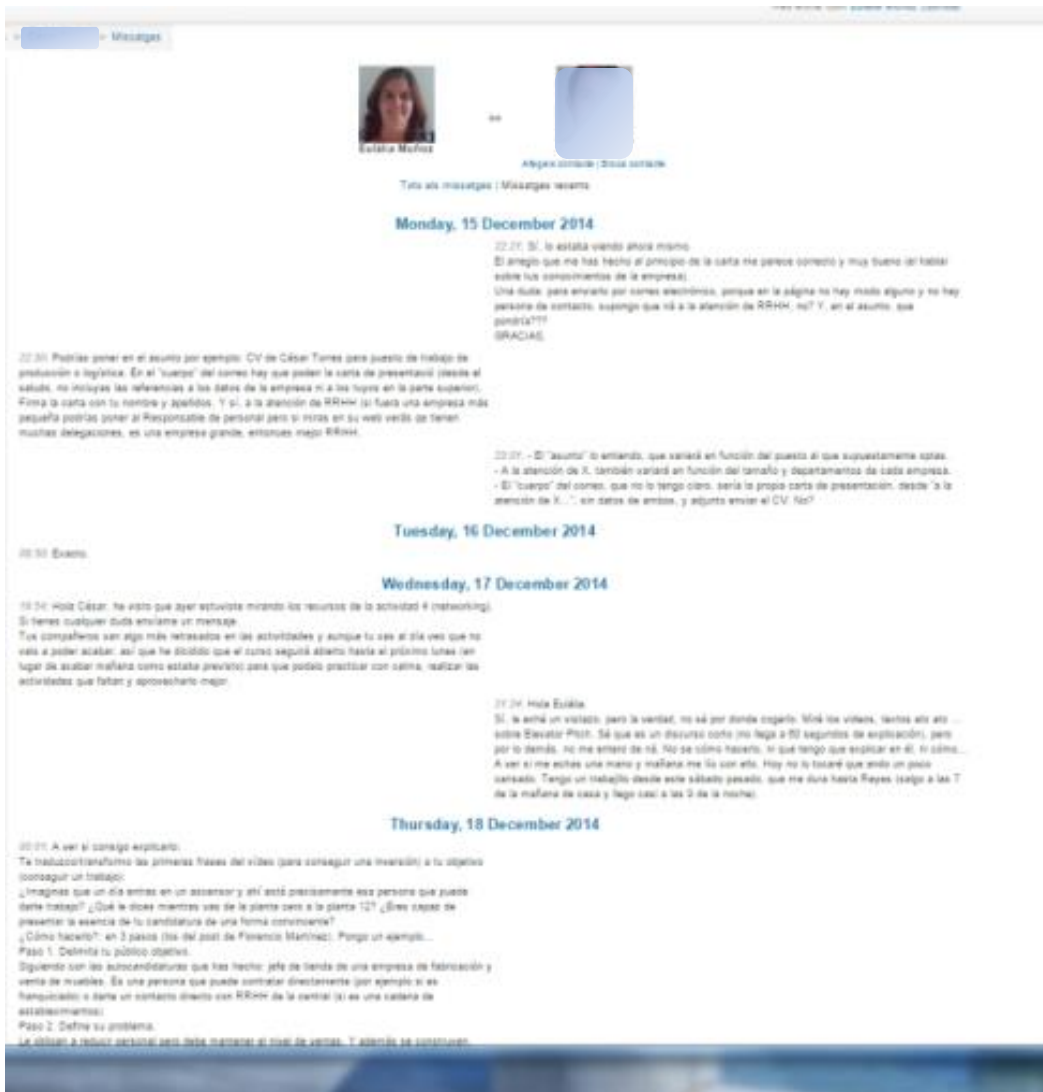 Missatges
Eulàlia Muñoz
Afegeix contacte | Bloca contacte
Tots els missatges | Missatges recents
Monday, 15 December 2014
22:21: Sí, lo estaba viendo ahora mismo.
El arreglo que me has hecho al principio de la carta me parece correcto y muy bueno (al hablar
sobre tus conocimientos de la empresa).
Una duda: para enviarlo por correo electrónico, porque en la página no hay modo alguno y no hay
persona de contacto, supongo que irá a la atención de RRHH, no? Y, en el asunto, que
pondría???
GRACIAS.
Podrías poner en el asunto por ejemplo: CV de César Torres para puesto de trabajo de
producción o logística. En el "cuerpo" del correo hay que poden la carta de presentació (desde el
saludo, no incluyas las referencias a los datos de la empresa ni a los tuyos en la parte superior).
Firma la carta con tu nombre y apellidos. Y sí, a la atención de RRHH (si fuera una empresa más
pequeña podrías poner al Responsable de personal pero si miras en su web verás qe tienen
muchas delegaciones, es una empresa grande, entonces mejor RRHH.
- El "asunto" lo entiendo, que variará en función del puesto al que supuestamente optas.
- A la atención de X, también variará en función del tamaño y departamentos de cada empresa.
- El "cuerpo" del correo, que no lo tengo claro, sería la propia carta de presentación, desde "a la
atención de X...", sin datos de ambos, y adjunto enviar el CV. No?
Tuesday, 16 December 2014
Exacto.
Wednesday, 17 December 2014
Hola César, he visto que ayer estuviste mirando los recursos de la actividad 4 (networking).
Si tienes cualquier duda envíame un mensaje.
Tus compañeros van algo más retrasados en las actividades y aunque tu vas al día veo que no
vais a poder acabar, así que he dicidido que el curso seguirá abierto hasta el próximo lunes (en
lugar de acabar mañana como estaba previsto) para que podáis practicar con calma, realizar las
actividades que faltan y aprovecharlo mejor.
Hola Eulàlia.
Sí, le eché un vistazo, pero la verdad, no sé por donde cogerlo. Miré los videos, textos etc etc ...
sobre Elevator Pitch. Sé que es un discurso corto (no llega a 60 segundos de explicación), pero
por lo demás, no me entero de ná. No se cómo hacerlo, ni que tengo que explicar en él, ni cómo...
A ver si me echas una mano y mañana me lío con ello. Hoy no lo tocaré que ando un poco
cansado. Tengo un trabajito desde este sábado pasado, que me dura hasta Reyes (salgo a las 7
de la mañana de casa y llego casi a las 9 de la noche).
Thursday, 18 December 2014
A ver si consigo explicarlo.
Te traduzco/transformo las primeras frases del vídeo (para conseguir una inversión) a tu objetivo
(conseguir un trabajo):
¿Imaginas que un día entras en un ascensor y ahí está precisamente esa persona que puede
darte trabajo? ¿Qué le dices mientras vas de la planta cero a la planta 12? ¿Eres capaz de
presentar la esencia de tu candidatura de una forma convincente?
¿Cómo hacerlo?: en 3 pasos (los del post de Florencio Martínez). Pongo un ejemplo...
Paso 1. Delimita tu público objetivo.
Siguiendo con las autocandidaturas que has hecho: jefe de tienda de una empresa de fabricación y
venta de muebles. Es una persona que puede contratar directamente (por ejemplo si es
franquiciado) o darte un contacto directo con RRHH de la central (si es una cadena de
establecimientos)
Paso 2. Define su problema.
Le obligan a reducir personal pero debe mantener el nivel de ventas. Y además se construyen